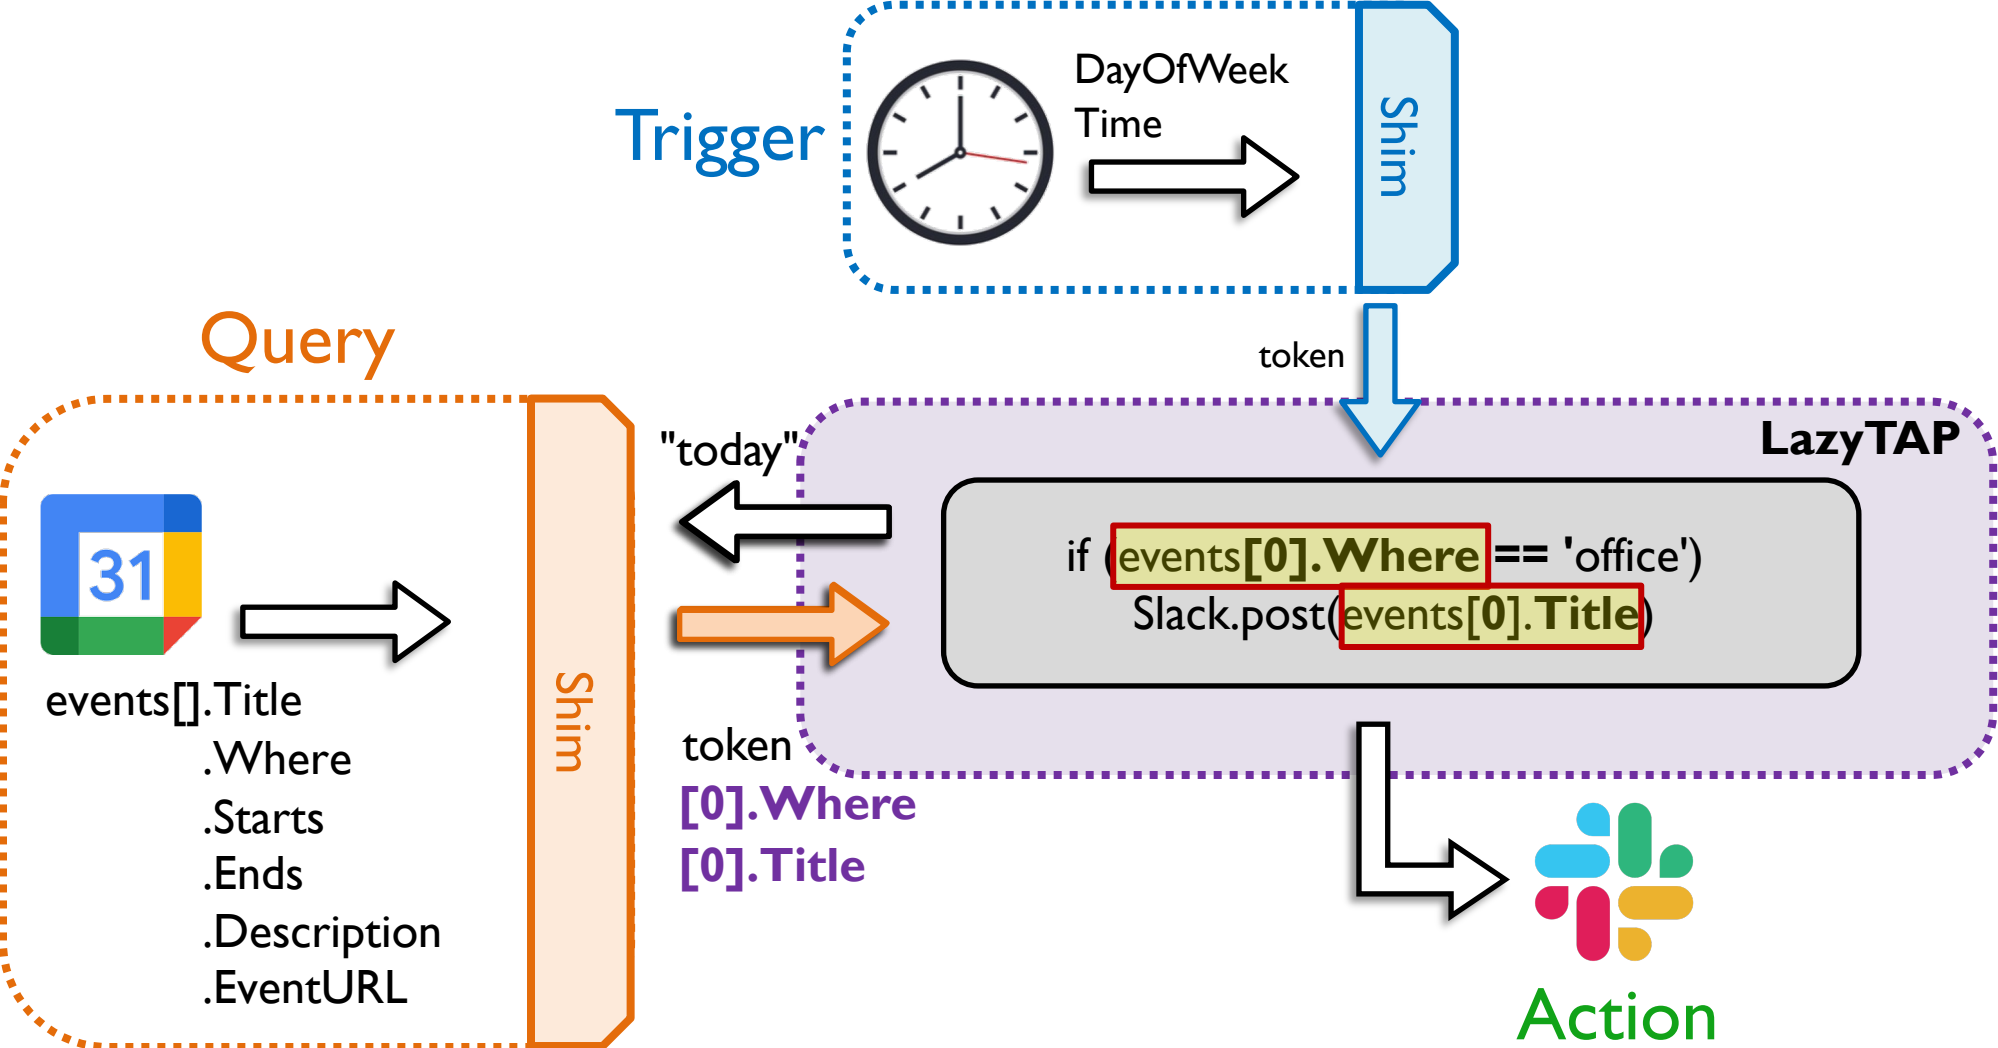 Trigger
DayOfWeek
Time
Shim
token
Query
31
events[].Title
.Where
.Starts
.Ends
.Description
.EventURL
Shim
"today"
token
[0].Where
[0].Title
LazyTAP
if (events[0].Where == 'office')
Slack.post(events[0].Title)
Action